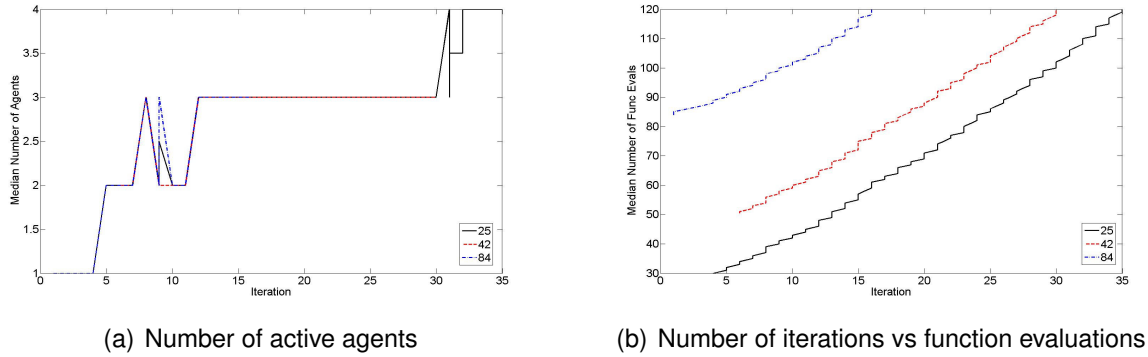 4
3.5
3
2.5
2
1.5
1
Median Number of Agents
0 5 10 15 20 25 30 35
Iteration
25
42
84
(a) Number of active agents
120
110
100
90
80
70
60
50
40
30
Median Number of Func Evals
0 5 10 15 20 25 30 35
Iteration
25
42
84
(b) Number of iterations vs function evaluations